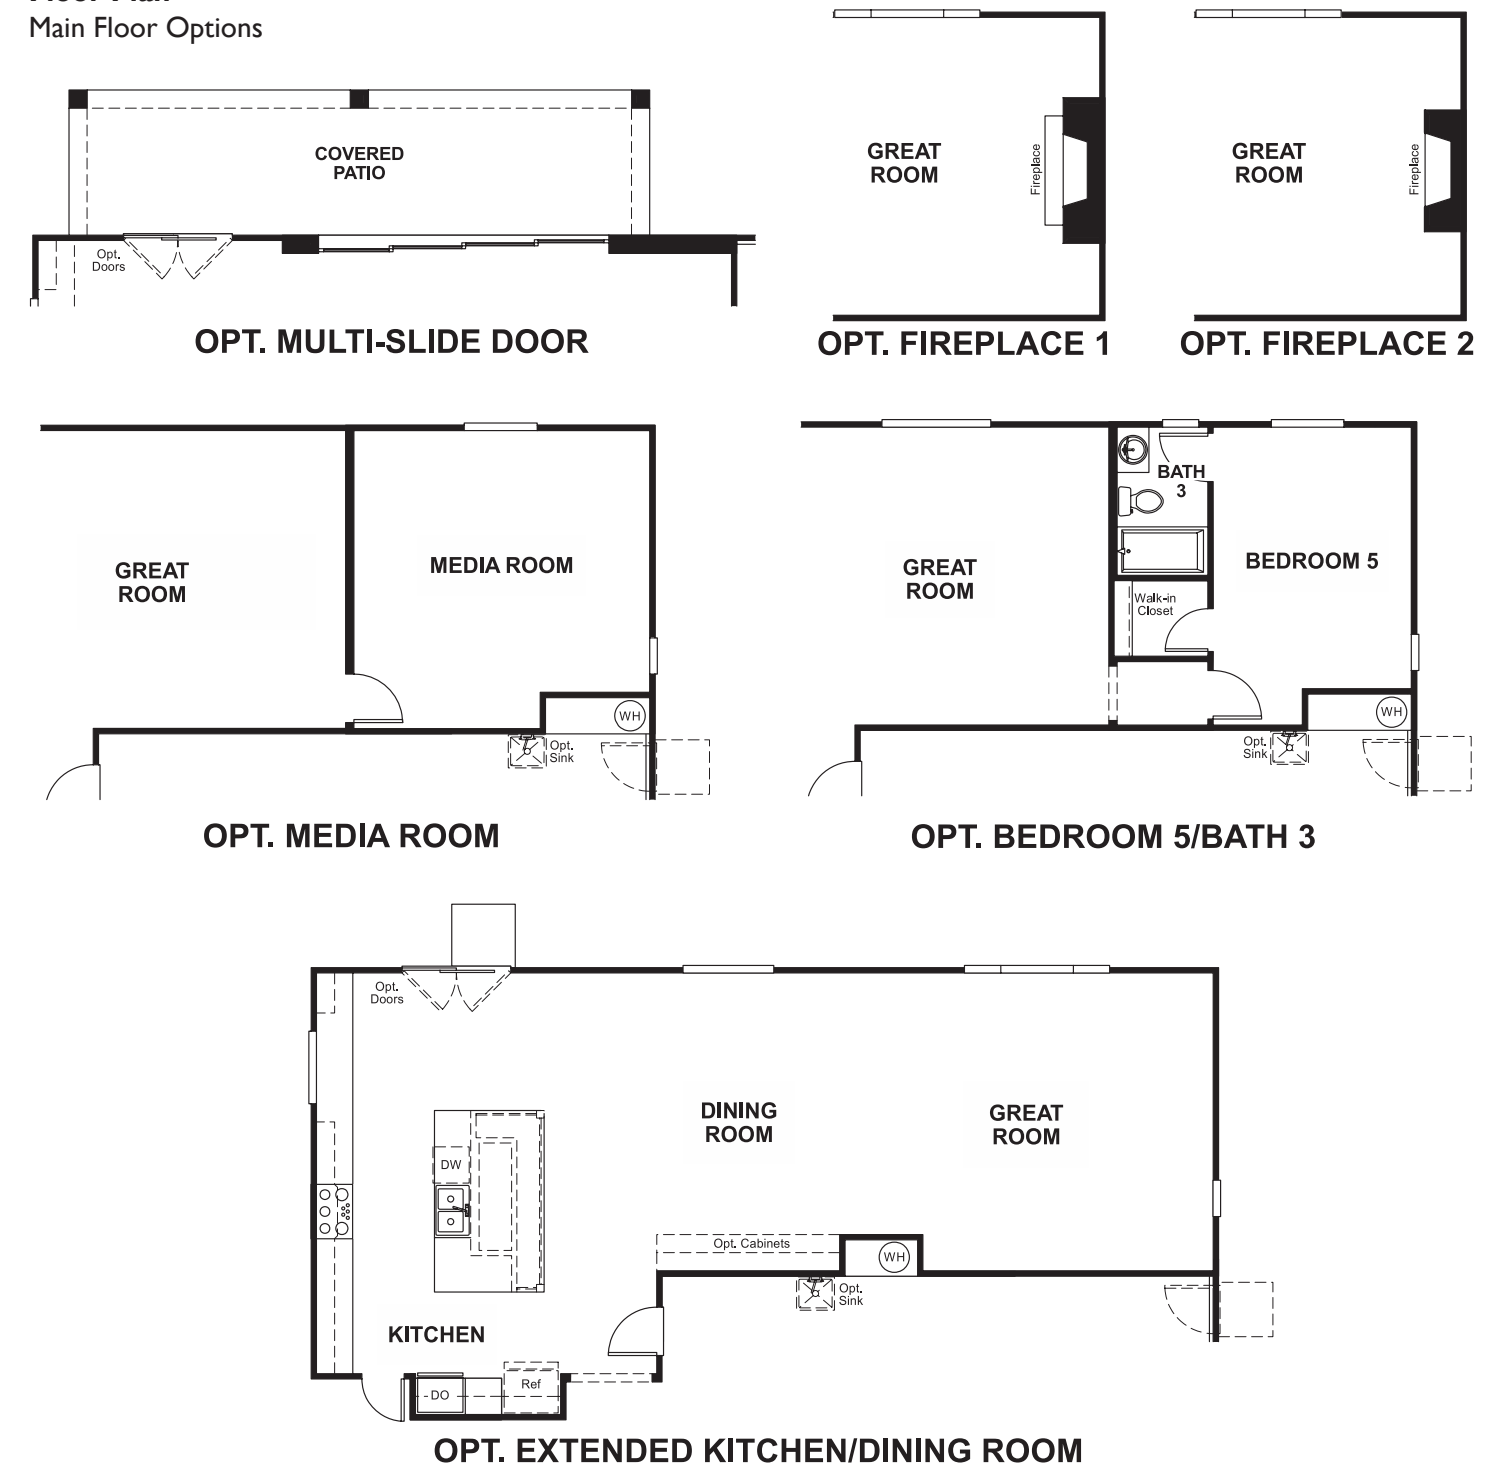 Floor Plan
Main Floor Options
COVERED
PATIO
Opt.
Doors
OPT. MULTI-SLIDE DOOR
GREAT
ROOM
Fireplace
OPT. FIREPLACE 1
GREAT
ROOM
Fireplace
OPT. FIREPLACE 2
GREAT
ROOM
MEDIA ROOM
WH
Opt.
Sink
OPT. MEDIA ROOM
GREAT
ROOM
BATH
3
BEDROOM 5
Walk-in
Closet
WH
Opt.
Sink
OPT. BEDROOM 5/BATH 3
Opt.
Doors
DINING
ROOM
GREAT
ROOM
DW
Opt. Cabinets
WH
Opt.
Sink
KITCHEN
DO
Ref
OPT. EXTENDED KITCHEN/DINING ROOM